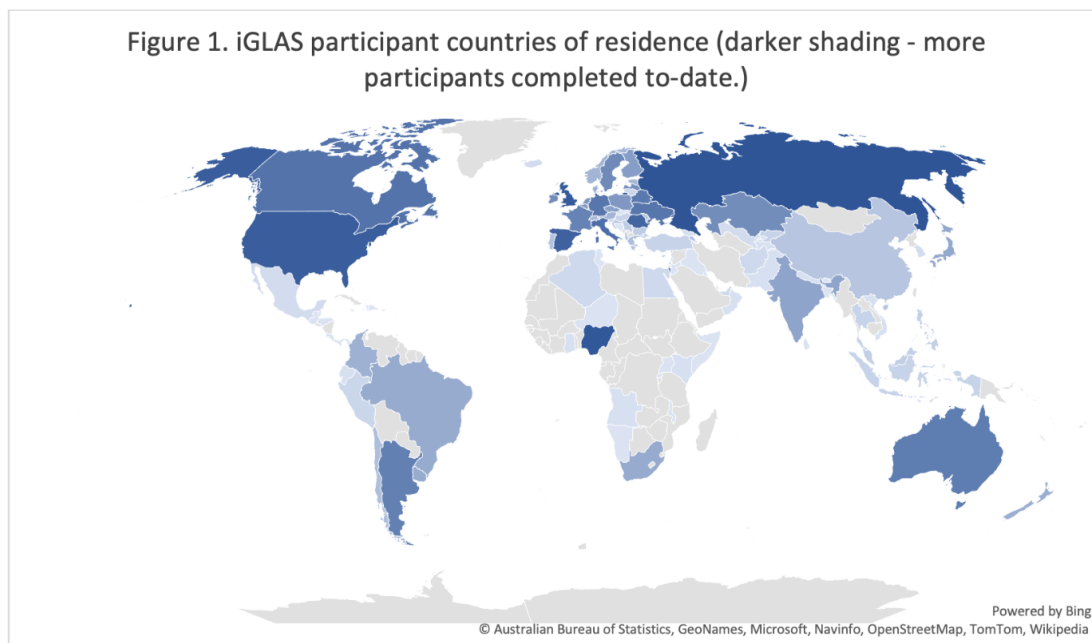 Figure 1. iGLAS participant countries of residence (darker shading - more
participants completed to-date.)
Powered by Bing
© Australian Bureau of Statistics, GeoNames, Microsoft, Navinfo, OpenStreetMap, TomTom, Wikipedia